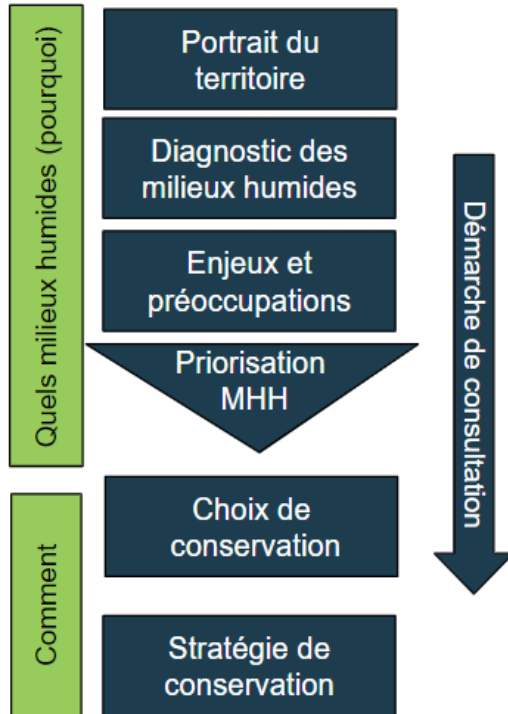 Quels milieux humides (pourquoi)
Portrait du
territoire
Diagnostic des
milieux humides
Enjeux et
préoccupations
Priorisation
MHH
Démarche de consultation
Comment
Choix de
conservation
Stratégie de
conservation